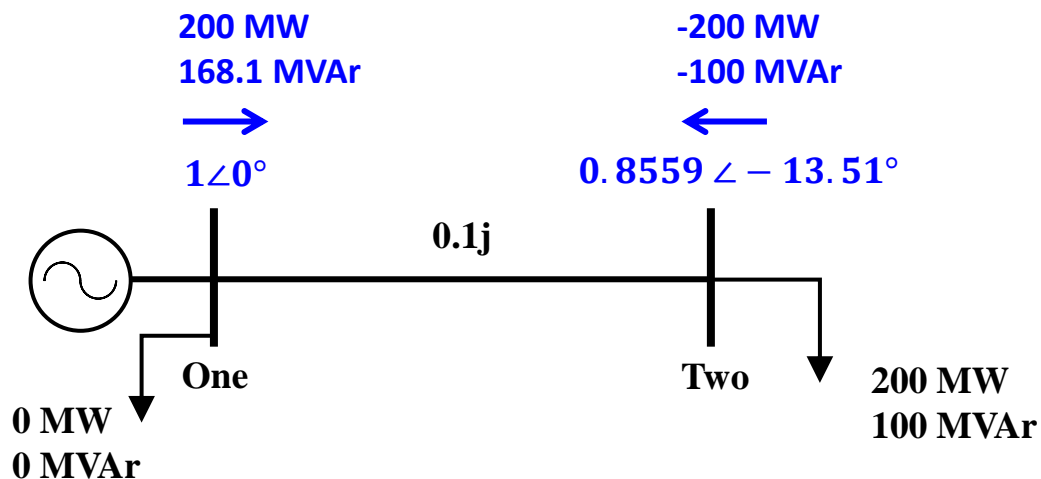 200 MW
168.1 MVAr
-200 MW
-100 MVAr
1∠0°
0.8559 ∠ − 13.51°
0.1j
One
Two
0 MW
0 MVAr
200 MW
100 MVAr